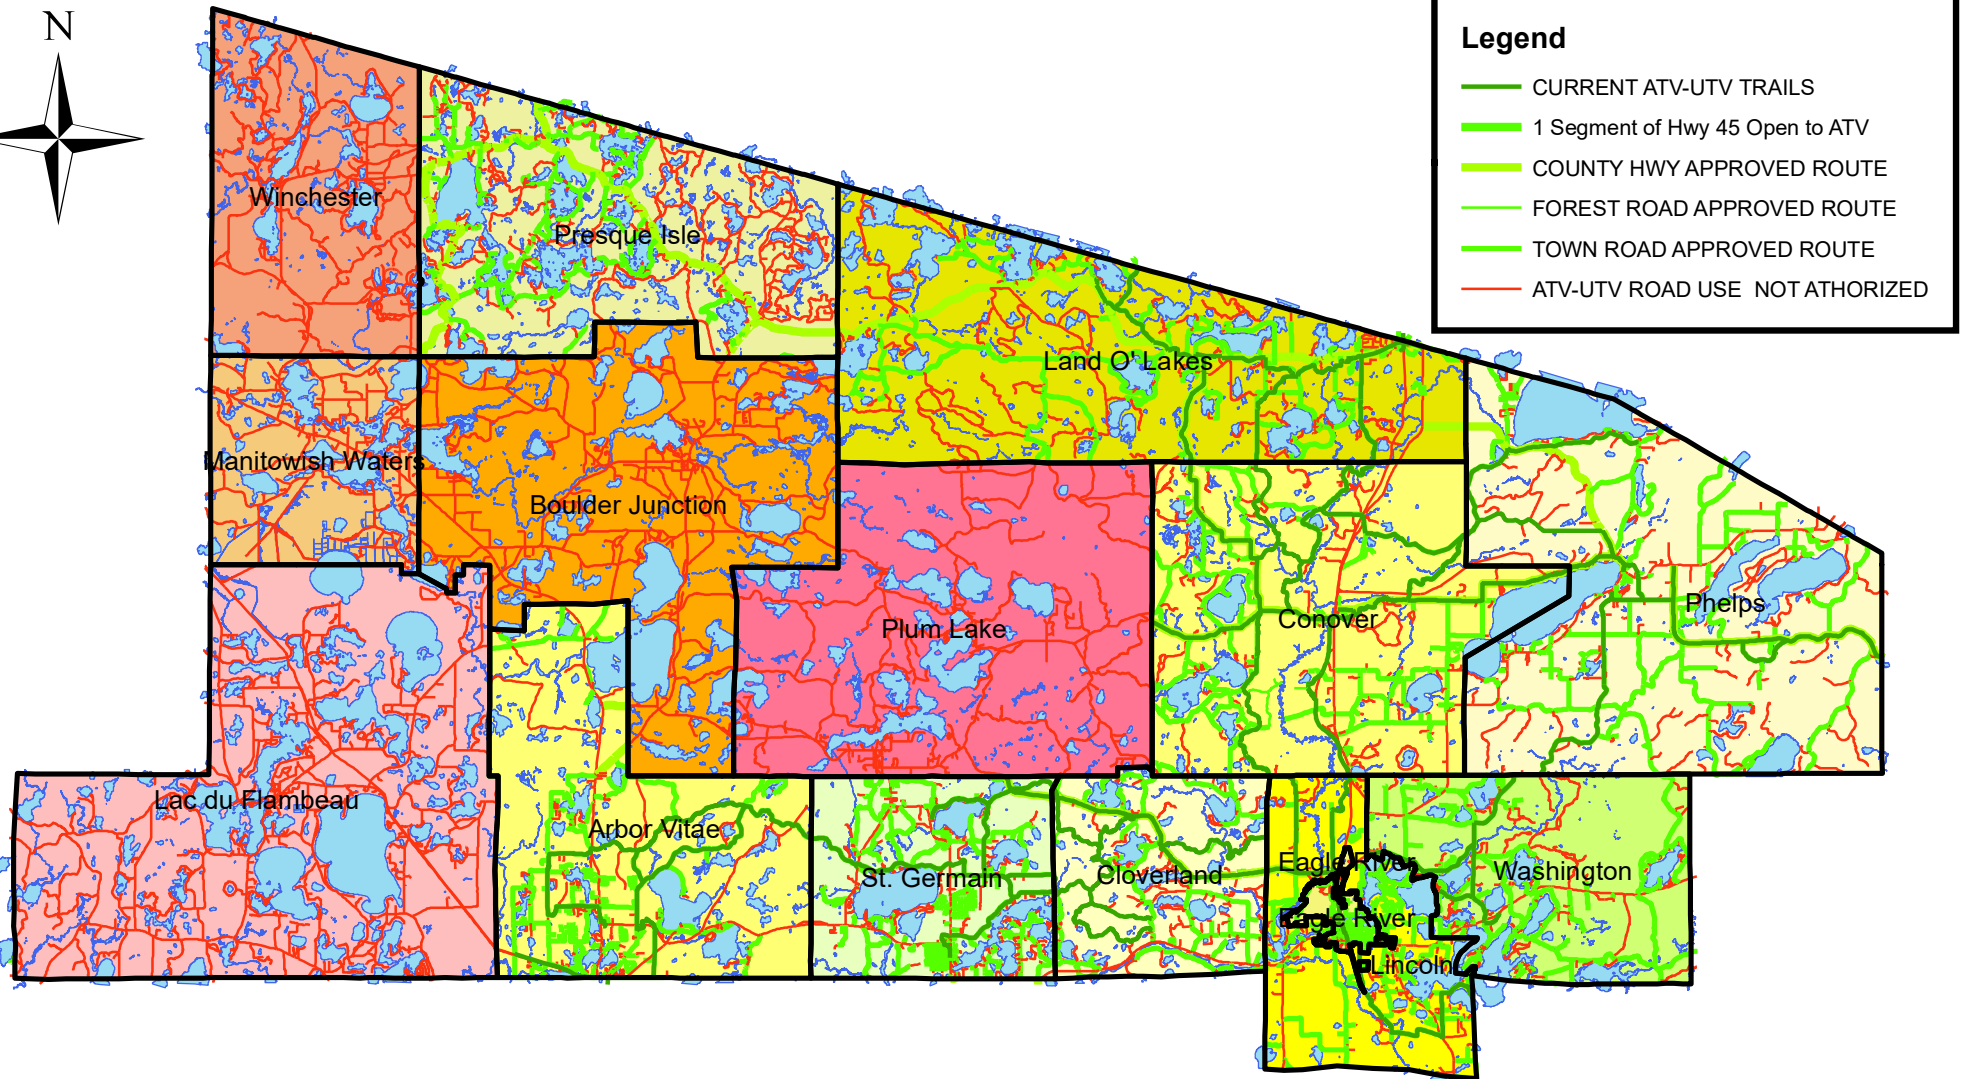 N
Legend
CURRENT ATV-UTV TRAILS
1 Segment of Hwy 45 Open to ATV
COUNTY HWY APPROVED ROUTE
FOREST ROAD APPROVED ROUTE
TOWN ROAD APPROVED ROUTE
ATV-UTV ROAD USE  NOT ATHORIZED
Winchester
Presque Isle
Land O' Lakes
Manitowish Waters
Boulder Junction
Plum Lake
Conover
Phelps
Lac du Flambeau
Arbor Vitae
St. Germain
Cloverland
Eagle River
Washington
Eagle River
Lincoln